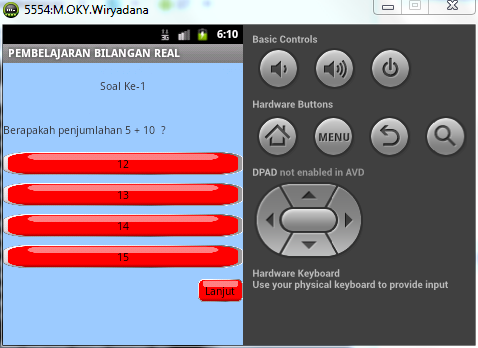 5554:M.OKY.Wiryadana
6:10
PEMBELAJARAN BILANGAN REAL
Soal Ke-1
Berapakah penjumlahan 5 + 10 ?
12
13
14
15
Lanjut
Basic Controls
Hardware Buttons
MENU
DPAD not enabled in AVD
Hardware Keyboard
Use your physical keyboard to provide input